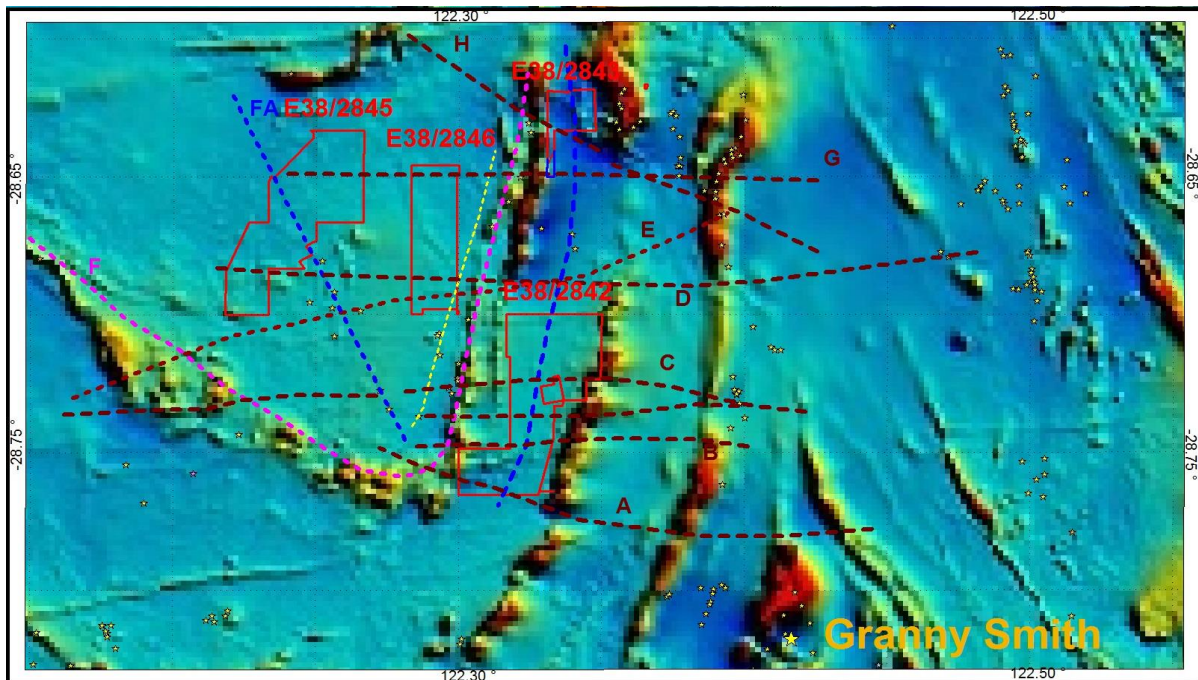 122.30 °
122.50 °
H
E38/2843
FA
E38/2845
E38/2846
-28.65 °
G
-28.65 °
E
F
D
E38/2842
C
-28.75 °
B
-28.75 °
A
Granny Smith
122.30 °
122.50 °